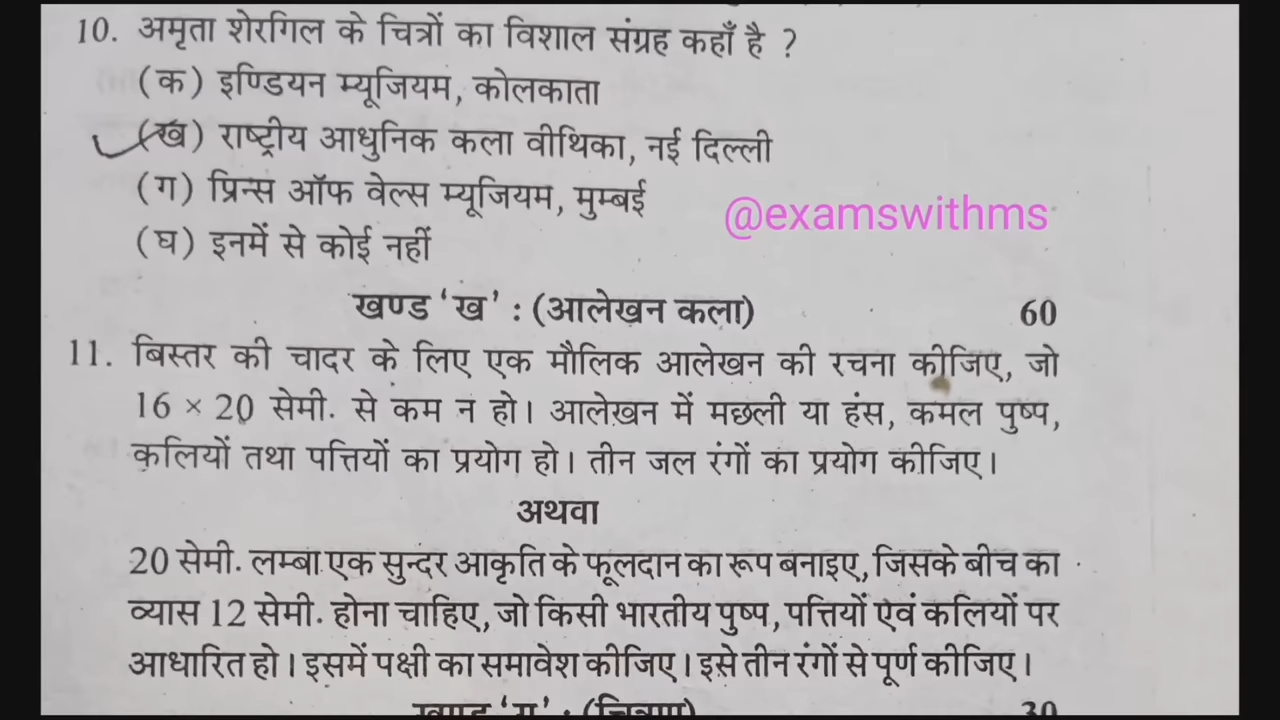 10. अमृता शेरगिल के चित्रों का विशाल संग्रह कहाँ है ?
(क) इण्डियन म्यूजियम, कोलकाता
(ख) राष्ट्रीय आधुनिक कला वीथिका, नई दिल्ली
(ग) प्रिन्स ऑफ वेल्स म्यूजियम, मुम्बई
@examswithms
(घ) इनमें से कोई नहीं
खण्ड 'ख' : (आलेखन कला) 60
11. बिस्तर की चादर के लिए एक मौलिक आलेखन की रचना कीजिए, जो
16 × 20 सेमी. से कम न हो। आलेखन में मछली या हंस, कमल पुष्प,
कलियों तथा पत्तियों का प्रयोग हो। तीन जल रंगों का प्रयोग कीजिए।
अथवा
20 सेमी. लम्बा एक सुन्दर आकृति के फूलदान का रूप बनाइए, जिसके बीच का
व्यास 12 सेमी. होना चाहिए, जो किसी भारतीय पुष्प, पत्तियों एवं कलियों पर
आधारित हो। इसमें पक्षी का समावेश कीजिए। इसे तीन रंगों से पूर्ण कीजिए।
खण्ड 'ग' : (चित्रण) 30